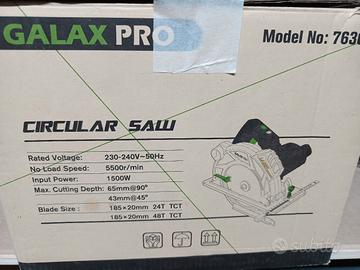 GALAX PRO
Model No: 763
CIRCULAR SAW
Rated Voltage: 230-240V~50Hz
No-Load Speed: 5500r/min
Input Power: 1500W
Max. Cutting Depth: 65mm@90°
43mm@45°
Blade Size: 185×20mm 24T TCT
185×20mm 48T TCT
subito